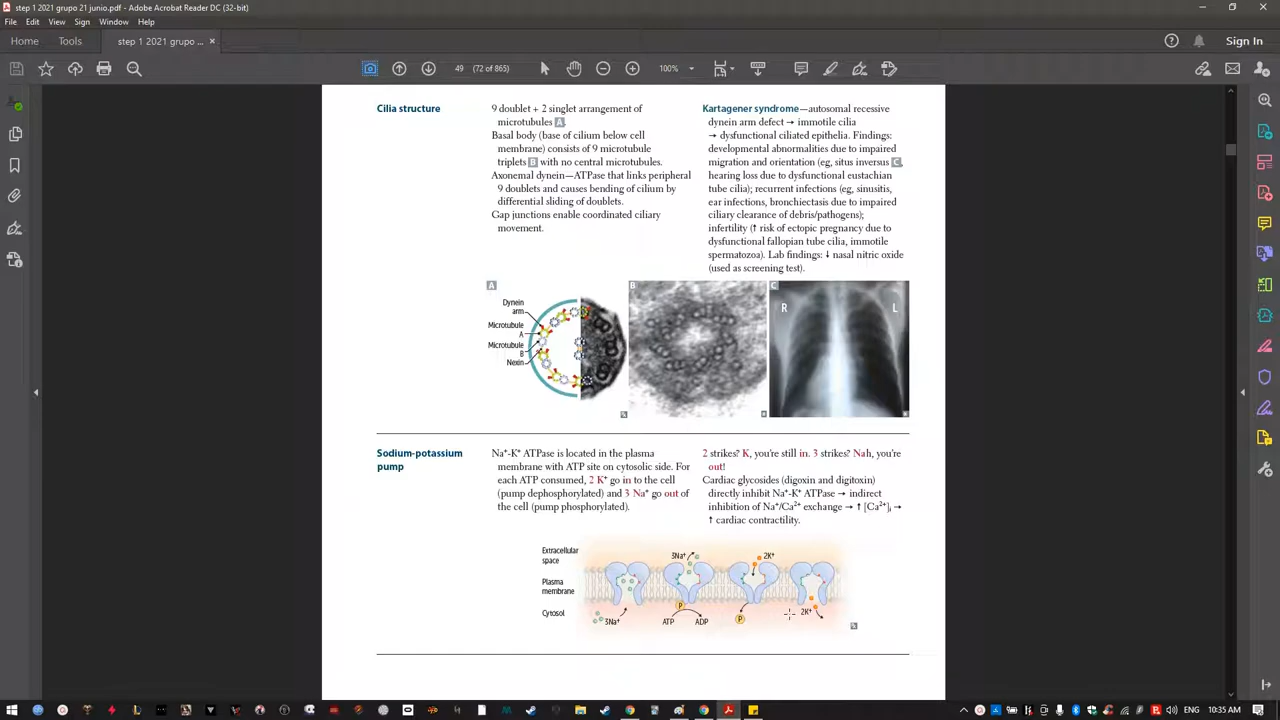 step 1 2021 grupo 21 junio.pdf - Adobe Acrobat Reader DC (32-bit)
File Edit View Sign Window Help
Home Tools step 1 2021 grupo ... × Sign In
49 (72 of 865) 100%
Cilia structure
9 doublet + 2 singlet arrangement of
microtubules A.
Basal body (base of cilium below cell
membrane) consists of 9 microtubule
triplets B with no central microtubules.
Axonemal dynein—ATPase that links peripheral
9 doublets and causes bending of cilium by
differential sliding of doublets.
Gap junctions enable coordinated ciliary
movement.
Kartagener syndrome—autosomal recessive
dynein arm defect → immotile cilia
→ dysfunctional ciliated epithelia. Findings:
developmental abnormalities due to impaired
migration and orientation (eg, situs inversus C,
hearing loss due to dysfunctional eustachian
tube cilia); recurrent infections (eg, sinusitis,
ear infections, bronchiectasis due to impaired
ciliary clearance of debris/pathogens);
infertility (↑ risk of ectopic pregnancy due to
dysfunctional fallopian tube cilia, immotile
spermatozoa). Lab findings: ↓ nasal nitric oxide
(used as screening test).
A
Dynein
arm
Microtubule
A
Microtubule
B
Nexin
B
C
R L
Sodium-potassium
pump
Na⁺-K⁺ ATPase is located in the plasma
membrane with ATP site on cytosolic side. For
each ATP consumed, 2 K⁺ go in to the cell
(pump dephosphorylated) and 3 Na⁺ go out of
the cell (pump phosphorylated).
2 strikes? K, you're still in. 3 strikes? Nah, you're
out!
Cardiac glycosides (digoxin and digitoxin)
directly inhibit Na⁺-K⁺ ATPase → indirect
inhibition of Na⁺/Ca²⁺ exchange → ↑ [Ca²⁺]ᵢ →
↑ cardiac contractility.
Extracellular
space
3Na⁺ 2K⁺
Plasma
membrane
Cytosol
3Na⁺ P ATP ADP P 2K⁺
ENG 10:35 AM